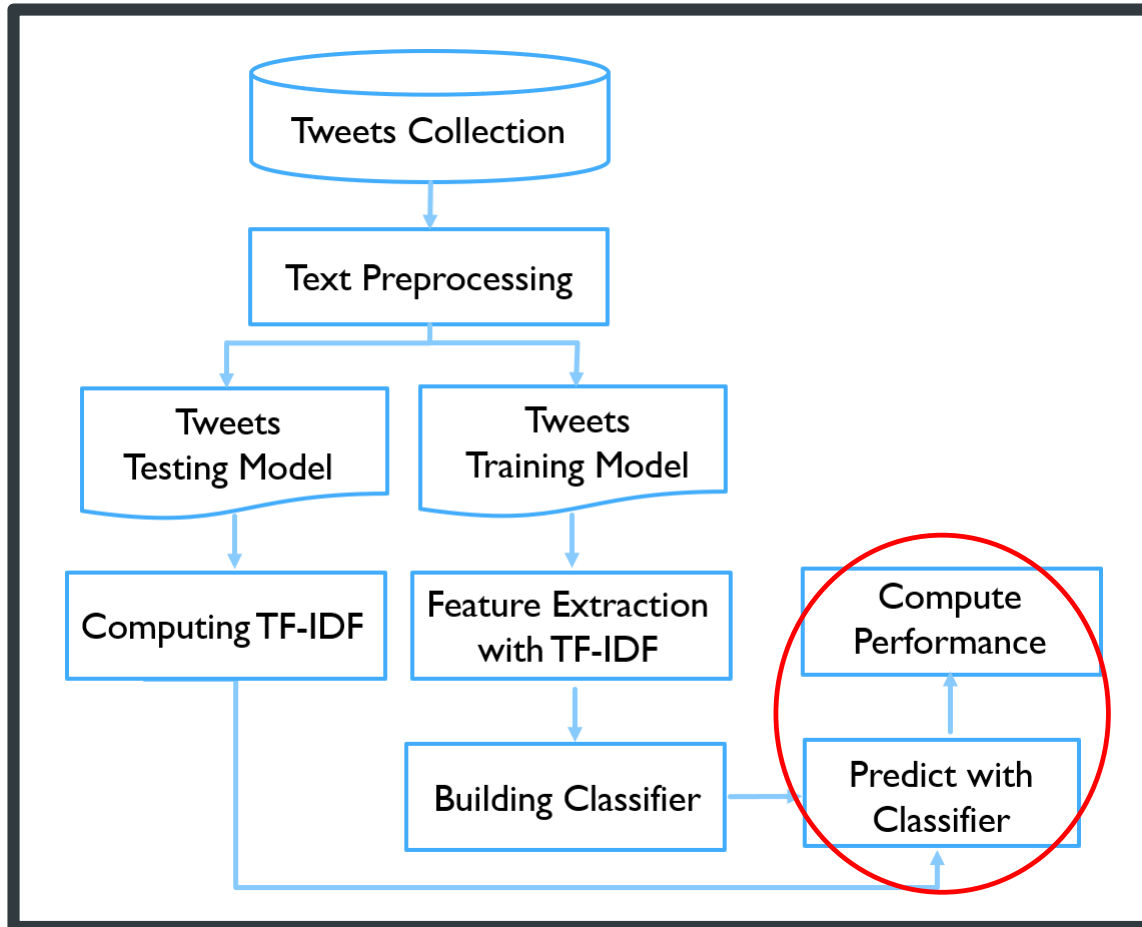 Tweets Collection
Text Preprocessing
Tweets
Testing Model
Tweets
Training Model
Computing TF-IDF
Feature Extraction
with TF-IDF
Compute
Performance
Building Classifier
Predict with
Classifier